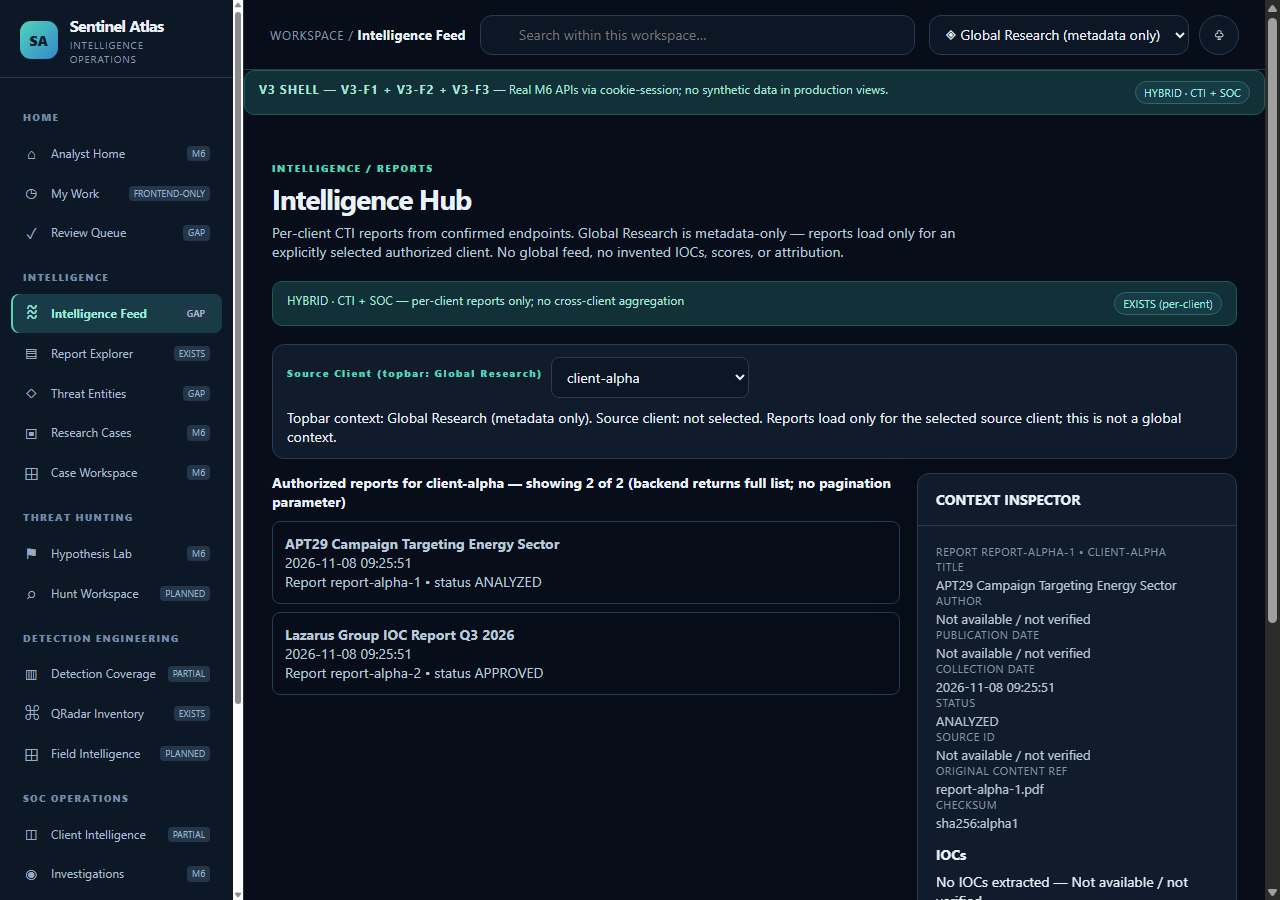 SA
Sentinel Atlas
INTELLIGENCE
OPERATIONS
HOME
Analyst Home M6
My Work FRONTEND-ONLY
Review Queue GAP
INTELLIGENCE
Intelligence Feed GAP
Report Explorer EXISTS
Threat Entities GAP
Research Cases M6
Case Workspace M6
THREAT HUNTING
Hypothesis Lab M6
Hunt Workspace PLANNED
DETECTION ENGINEERING
Detection Coverage PARTIAL
QRadar Inventory EXISTS
Field Intelligence PLANNED
SOC OPERATIONS
Client Intelligence PARTIAL
Investigations M6
WORKSPACE / Intelligence Feed
Search within this workspace...
◈ Global Research (metadata only)
V3 SHELL — V3-F1 + V3-F2 + V3-F3 — Real M6 APIs via cookie-session; no synthetic data in production views.
HYBRID · CTI + SOC
INTELLIGENCE / REPORTS
Intelligence Hub
Per-client CTI reports from confirmed endpoints. Global Research is metadata-only — reports load only for an
explicitly selected authorized client. No global feed, no invented IOCs, scores, or attribution.
HYBRID · CTI + SOC — per-client reports only; no cross-client aggregation
EXISTS (per-client)
Source Client (topbar: Global Research)
client-alpha
Topbar context: Global Research (metadata only). Source client: not selected. Reports load only for the selected source client; this is not a global
context.
Authorized reports for client-alpha — showing 2 of 2 (backend returns full list; no pagination
parameter)
APT29 Campaign Targeting Energy Sector
2026-11-08 09:25:51
Report report-alpha-1 • status ANALYZED
Lazarus Group IOC Report Q3 2026
2026-11-08 09:25:51
Report report-alpha-2 • status APPROVED
CONTEXT INSPECTOR
REPORT REPORT-ALPHA-1 • CLIENT-ALPHA
TITLE
APT29 Campaign Targeting Energy Sector
AUTHOR
Not available / not verified
PUBLICATION DATE
Not available / not verified
COLLECTION DATE
2026-11-08 09:25:51
STATUS
ANALYZED
SOURCE ID
Not available / not verified
ORIGINAL CONTENT REF
report-alpha-1.pdf
CHECKSUM
sha256:alpha1
IOCs
No IOCs extracted — Not available / not
verified